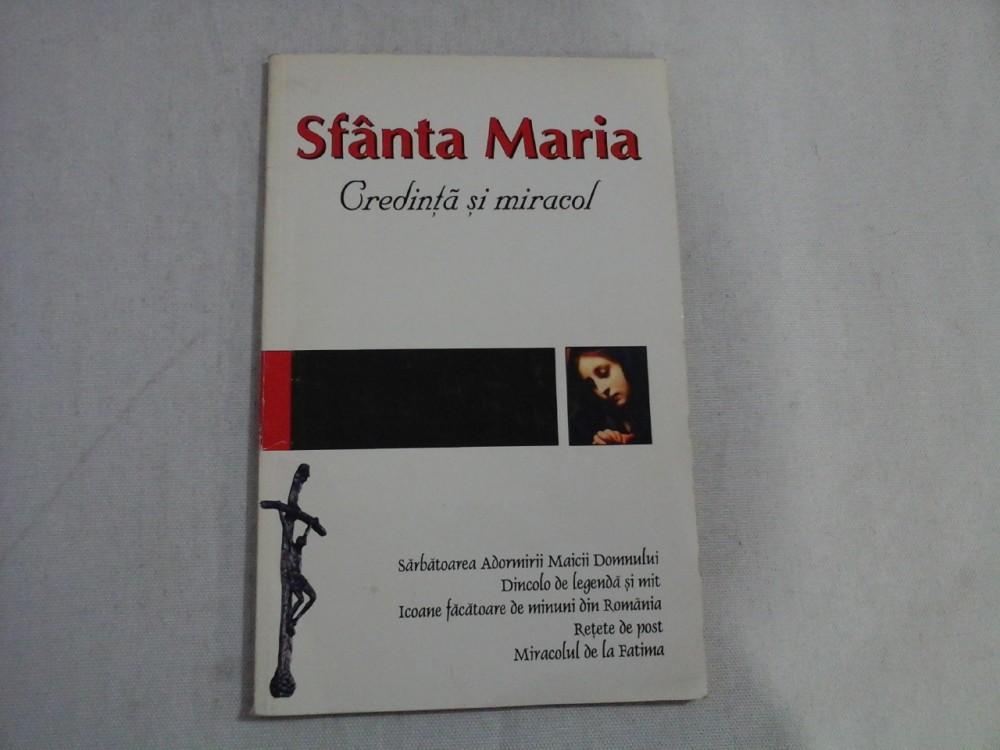 Sfânta Maria
Credință și miracol
Sărbătoarea Adormirii Maicii Domnului
Dincolo de legendă și mit
Icoane făcătoare de minuni din România
Rețete de post
Miracolul de la Fatima